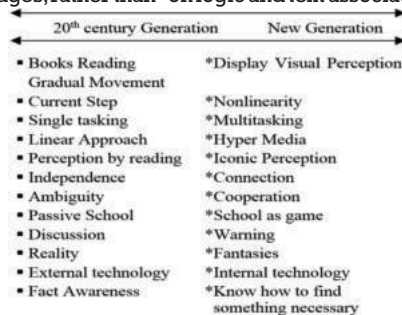 20th century Generation New Generation
▪ Books Reading *Display Visual Perception
Gradual Movement
▪ Current Step *Nonlinearity
▪ Single tasking *Multitasking
▪ Linear Approach *Hyper Media
▪ Perception by reading *Iconic Perception
▪ Independence *Connection
▪ Ambiguity *Cooperation
▪ Passive School *School as game
▪ Discussion *Warning
▪ Reality *Fantasies
▪ External technology *Internal technology
▪ Fact Awareness *Know how to find
something necessary